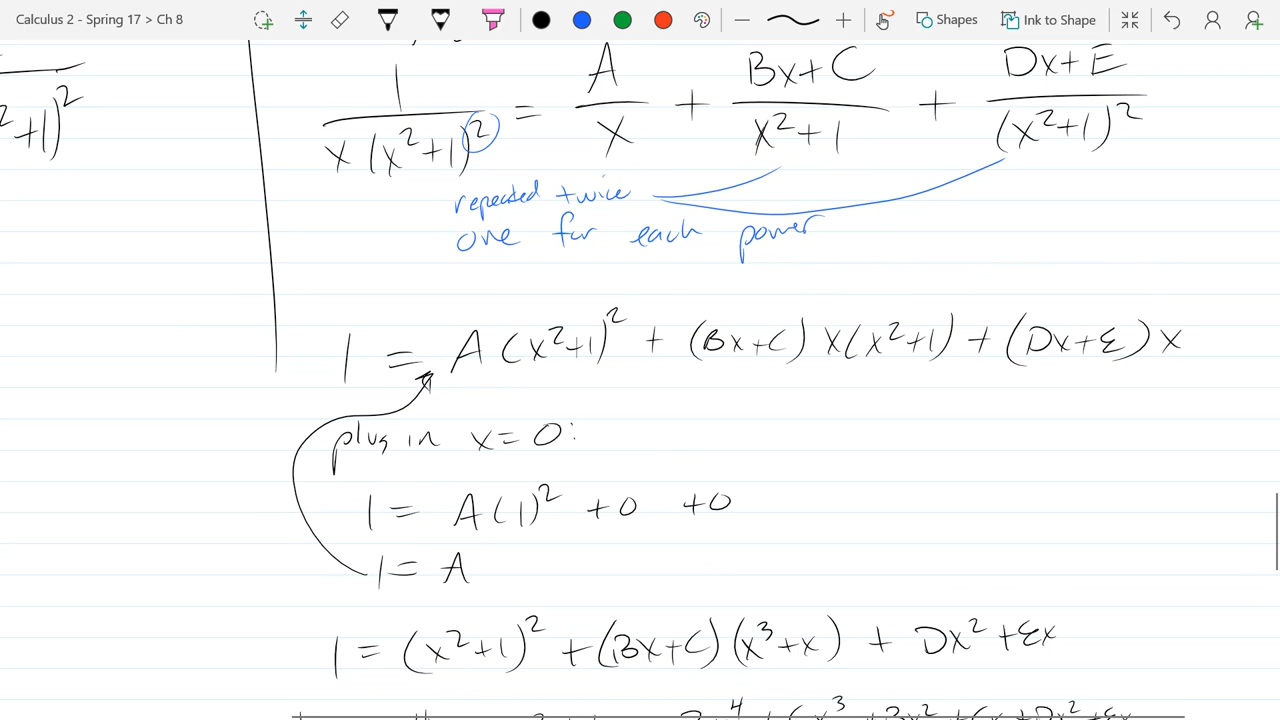 Calculus 2 - Spring 17 > Ch 8
Shapes
Ink to Shape
1 / x(x²+1)² = A / x + Bx+C / x²+1 + Dx+E / (x²+1)²
+1)²
repeated twice
one for each power
1 = A(x²+1)² + (Bx+C)x(x²+1) + (Dx+E)x
plug in x=0:
1 = A(1)² +0 +0
1 = A
1 = (x²+1)² + (Bx+C)(x³+x) + Dx² + Ex